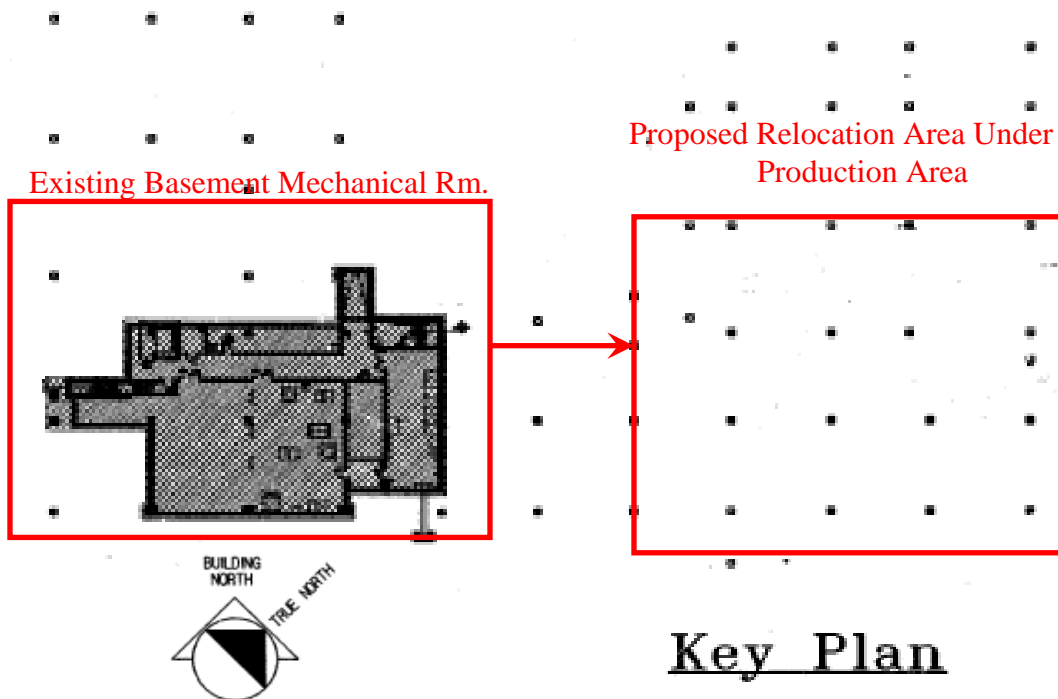 Proposed Relocation Area Under
Production Area
Existing Basement Mechanical Rm.
BUILDING
NORTH
TRUE NORTH
Key Plan